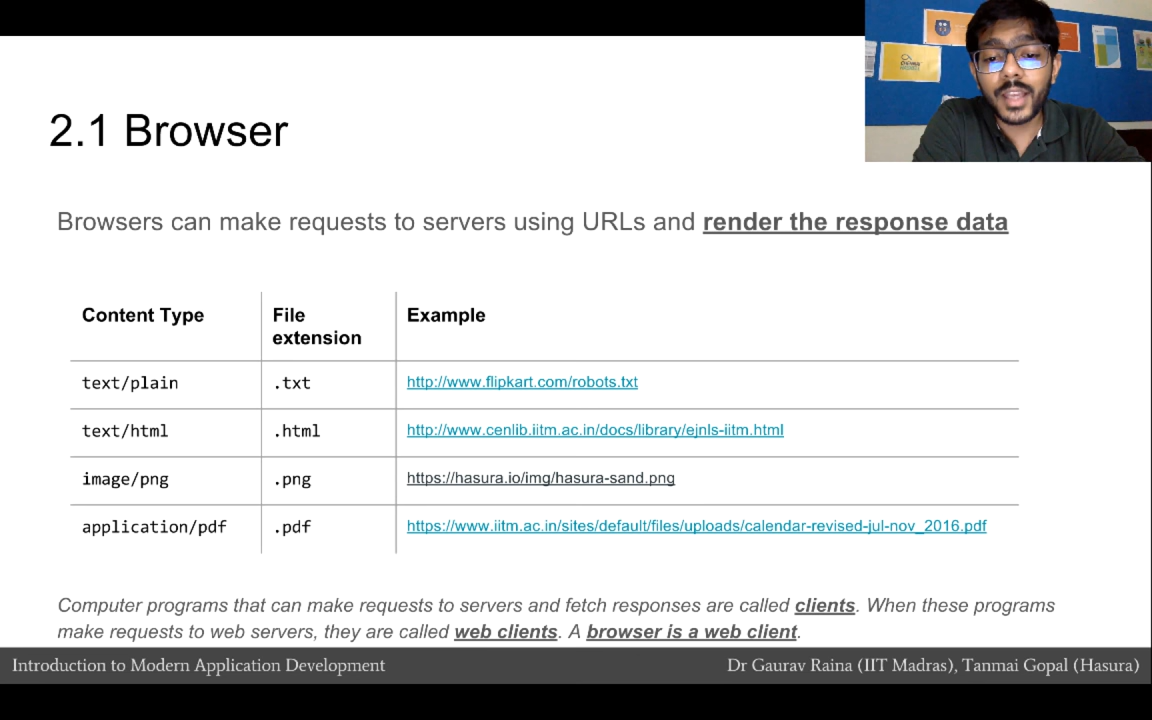 2.1 Browser
Browsers can make requests to servers using URLs and render the response data
Content Type File extension Example
text/plain .txt http://www.flipkart.com/robots.txt
text/html .html http://www.cenlib.iitm.ac.in/docs/library/ejnls-iitm.html
image/png .png https://hasura.io/img/hasura-sand.png
application/pdf .pdf https://www.iitm.ac.in/sites/default/files/uploads/calendar-revised-jul-nov_2016.pdf
Computer programs that can make requests to servers and fetch responses are called clients. When these programs
make requests to web servers, they are called web clients. A browser is a web client.
Introduction to Modern Application Development Dr Gaurav Raina (IIT Madras), Tanmai Gopal (Hasura)